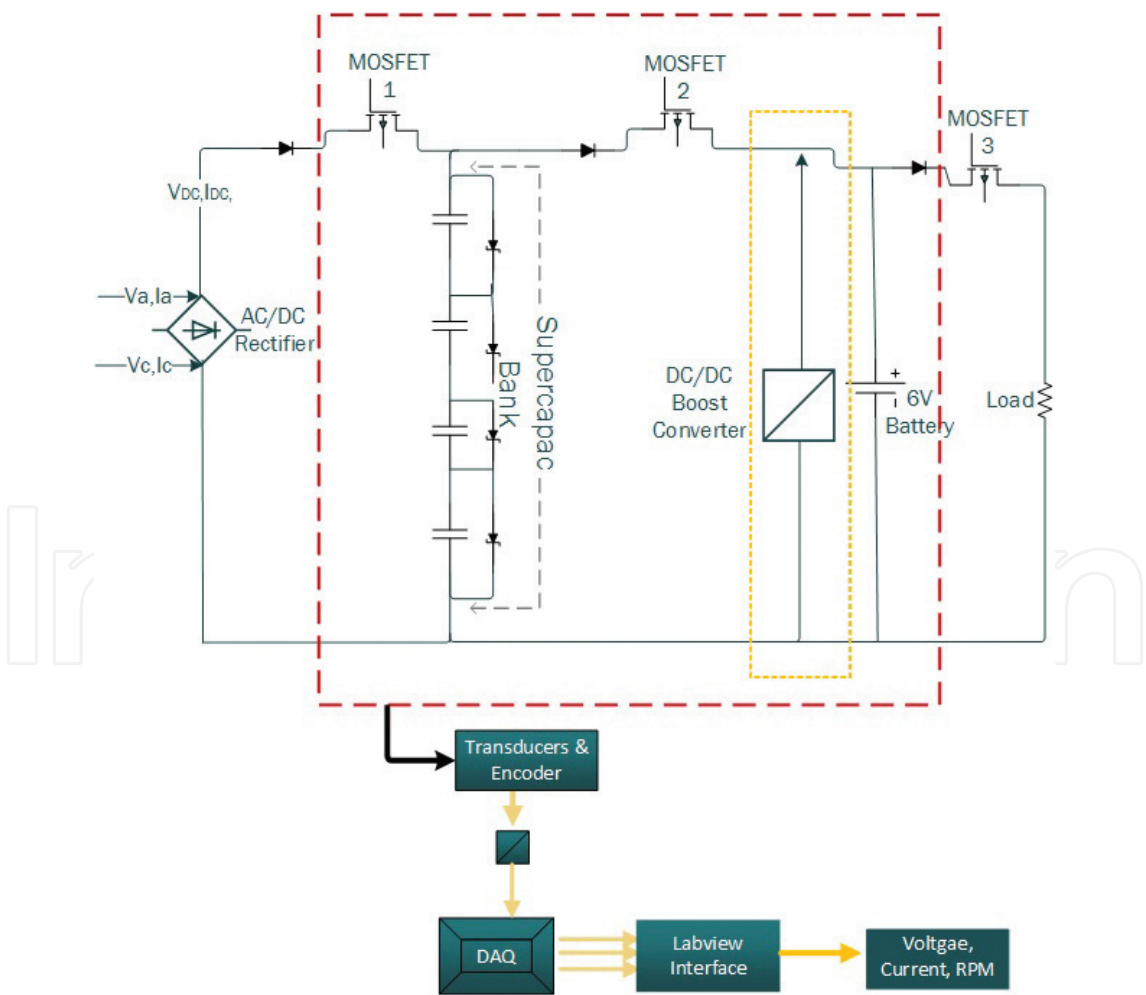 MOSFET
1
MOSFET
2
MOSFET
3
VDC,IDC,
Va,Ia
AC/DC
Rectifier
Vc,Ic
Supercapac
Bank
DC/DC
Boost
Converter
+
6V
Battery
Load
Transducers &
Encoder
DAQ
Labview
Interface
Voltgae,
Current, RPM